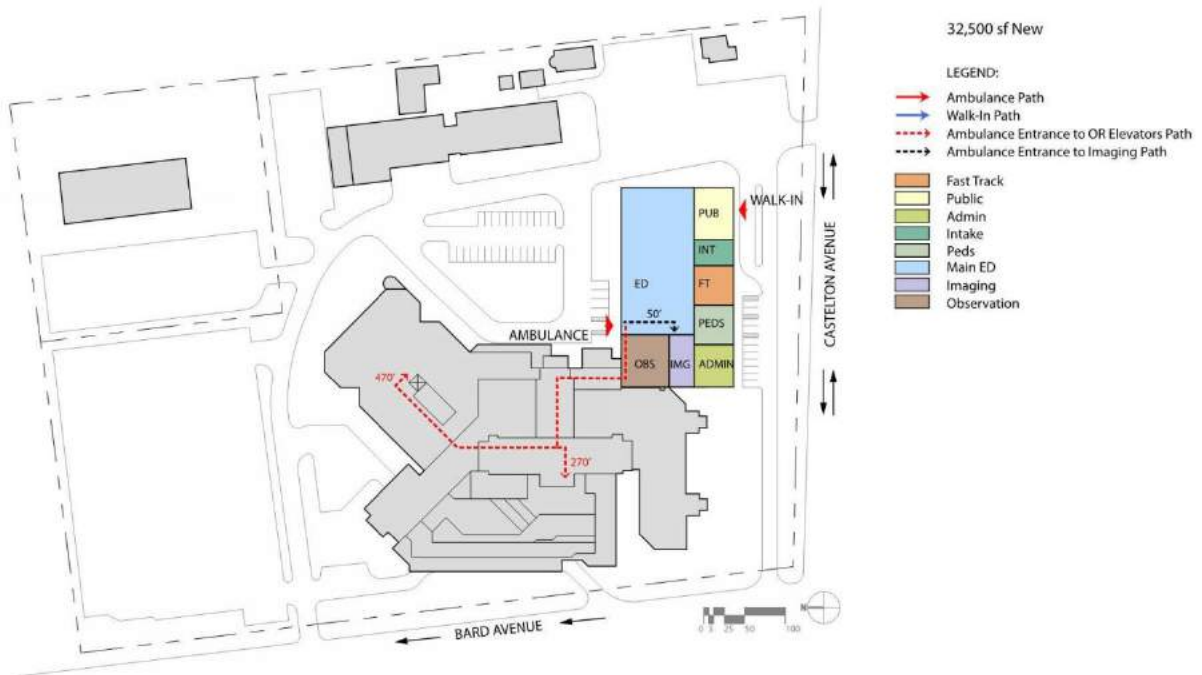 32,500 sf New
LEGEND:
Ambulance Path
Walk-In Path
Ambulance Entrance to OR Elevators Path
Ambulance Entrance to Imaging Path
Fast Track
Public
Admin
Intake
Peds
Main ED
Imaging
Observation
PUB
WALK-IN
INT
ED
FT
50'
PEDS
AMBULANCE
OBS
IMG
ADMIN
CASTELTON AVENUE
470'
270'
BARD AVENUE
N
0 25 50 100